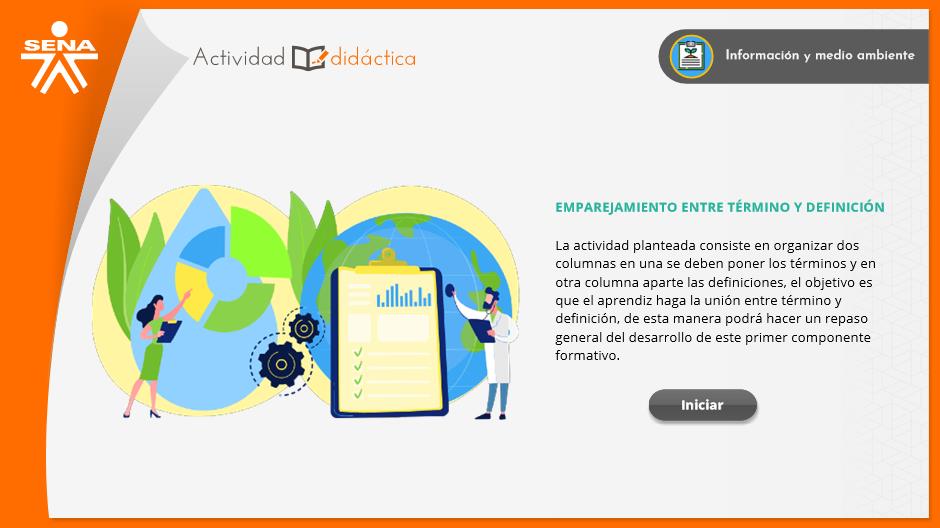 SENA
Actividad didáctica
Información y medio ambiente
EMPAREJAMIENTO ENTRE TÉRMINO Y DEFINICIÓN
La actividad planteada consiste en organizar dos
columnas en una se deben poner los términos y en
otra columna aparte las definiciones, el objetivo es
que el aprendiz haga la unión entre término y
definición, de esta manera podrá hacer un repaso
general del desarrollo de este primer componente
formativo.
Iniciar